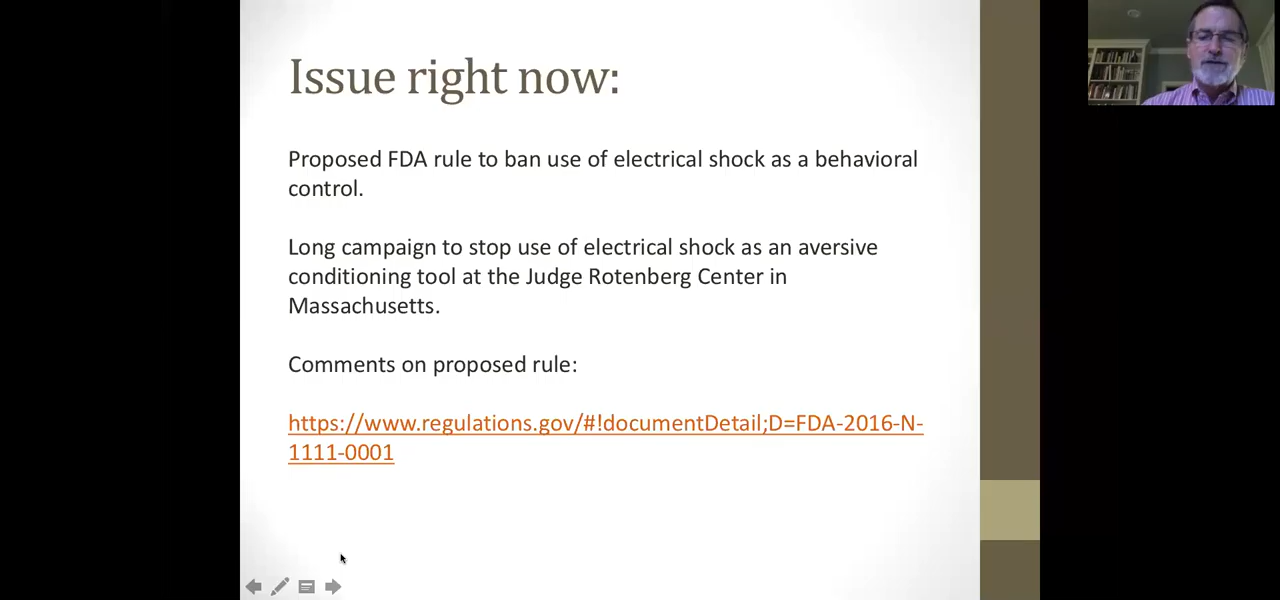 Issue right now:
Proposed FDA rule to ban use of electrical shock as a behavioral
control.
Long campaign to stop use of electrical shock as an aversive
conditioning tool at the Judge Rotenberg Center in
Massachusetts.
Comments on proposed rule:
https://www.regulations.gov/#!documentDetail;D=FDA-2016-N-
1111-0001